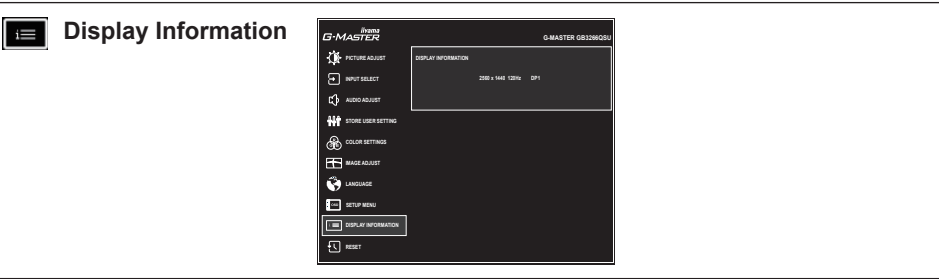 Display Information
iiyama
G-MASTER
G-MASTER GB3266QSU
PICTURE ADJUST
DISPLAY INFORMATION
2560 x 1440 120Hz DP1
INPUT SELECT
AUDIO ADJUST
STORE USER SETTING
COLOR SETTINGS
IMAGE ADJUST
LANGUAGE
SETUP MENU
DISPLAY INFORMATION
RESET